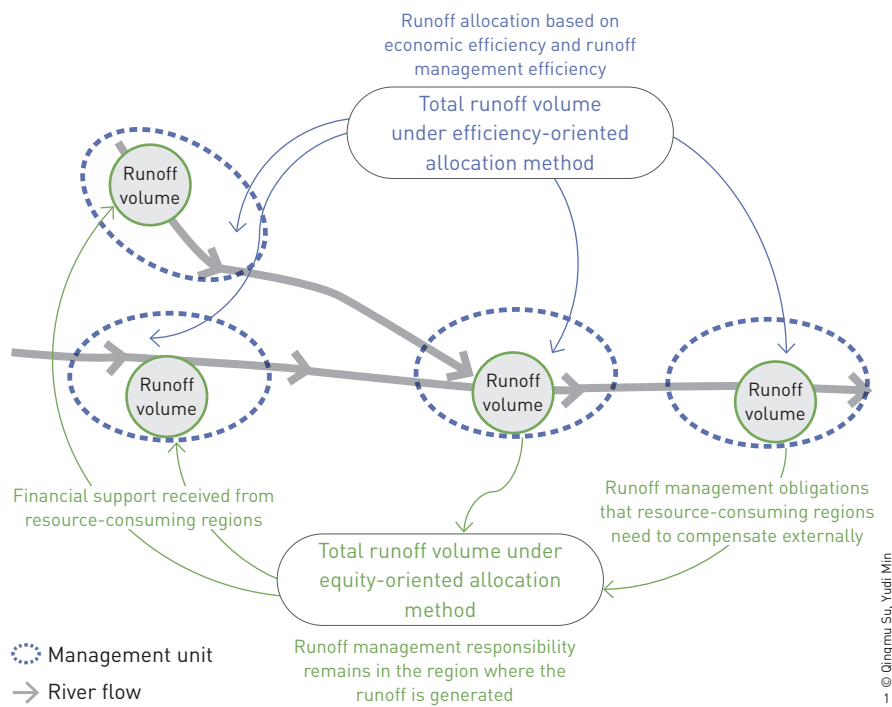 Runoff allocation based on
economic efficiency and runoff
management efficiency
Total runoff volume
under efficiency-oriented
allocation method
Runoff
volume
Runoff
volume
Runoff
volume
Runoff
volume
Financial support received from
resource-consuming regions
Runoff management obligations
that resource-consuming regions
need to compensate externally
Total runoff volume under
equity-oriented allocation
method
Runoff management responsibility
remains in the region where the
runoff is generated
Management unit
River flow
1 © Qingmu Su, Yudi Min